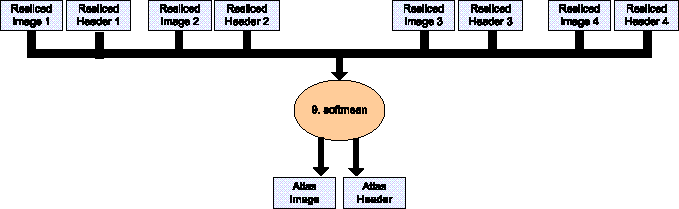 Resliced
Image 1
Resliced
Header 1
Resliced
Image 2
Resliced
Header 2
Resliced
Image 3
Resliced
Header 3
Resliced
Image 4
Resliced
Header 4
9. softmean
Atlas
Image
Atlas
Header